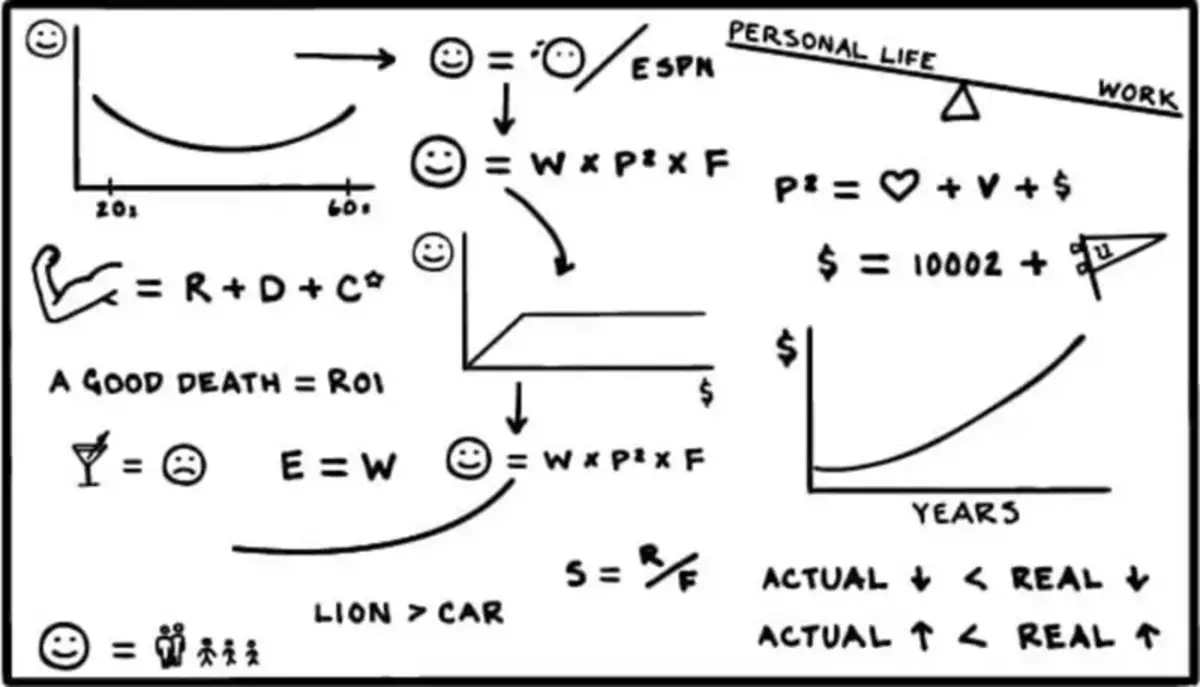 = / ESPN
PERSONAL LIFE
WORK
= W x P² x F
20s
60s
P² = ♡ + V + $
= R + D + C*
$ = 10002 + U
$
$
A GOOD DEATH = ROI
=
E = W
= W x P² x F
YEARS
S = R/F
ACTUAL ↓ < REAL ↓
LION > CAR
ACTUAL ↑ < REAL ↑
=